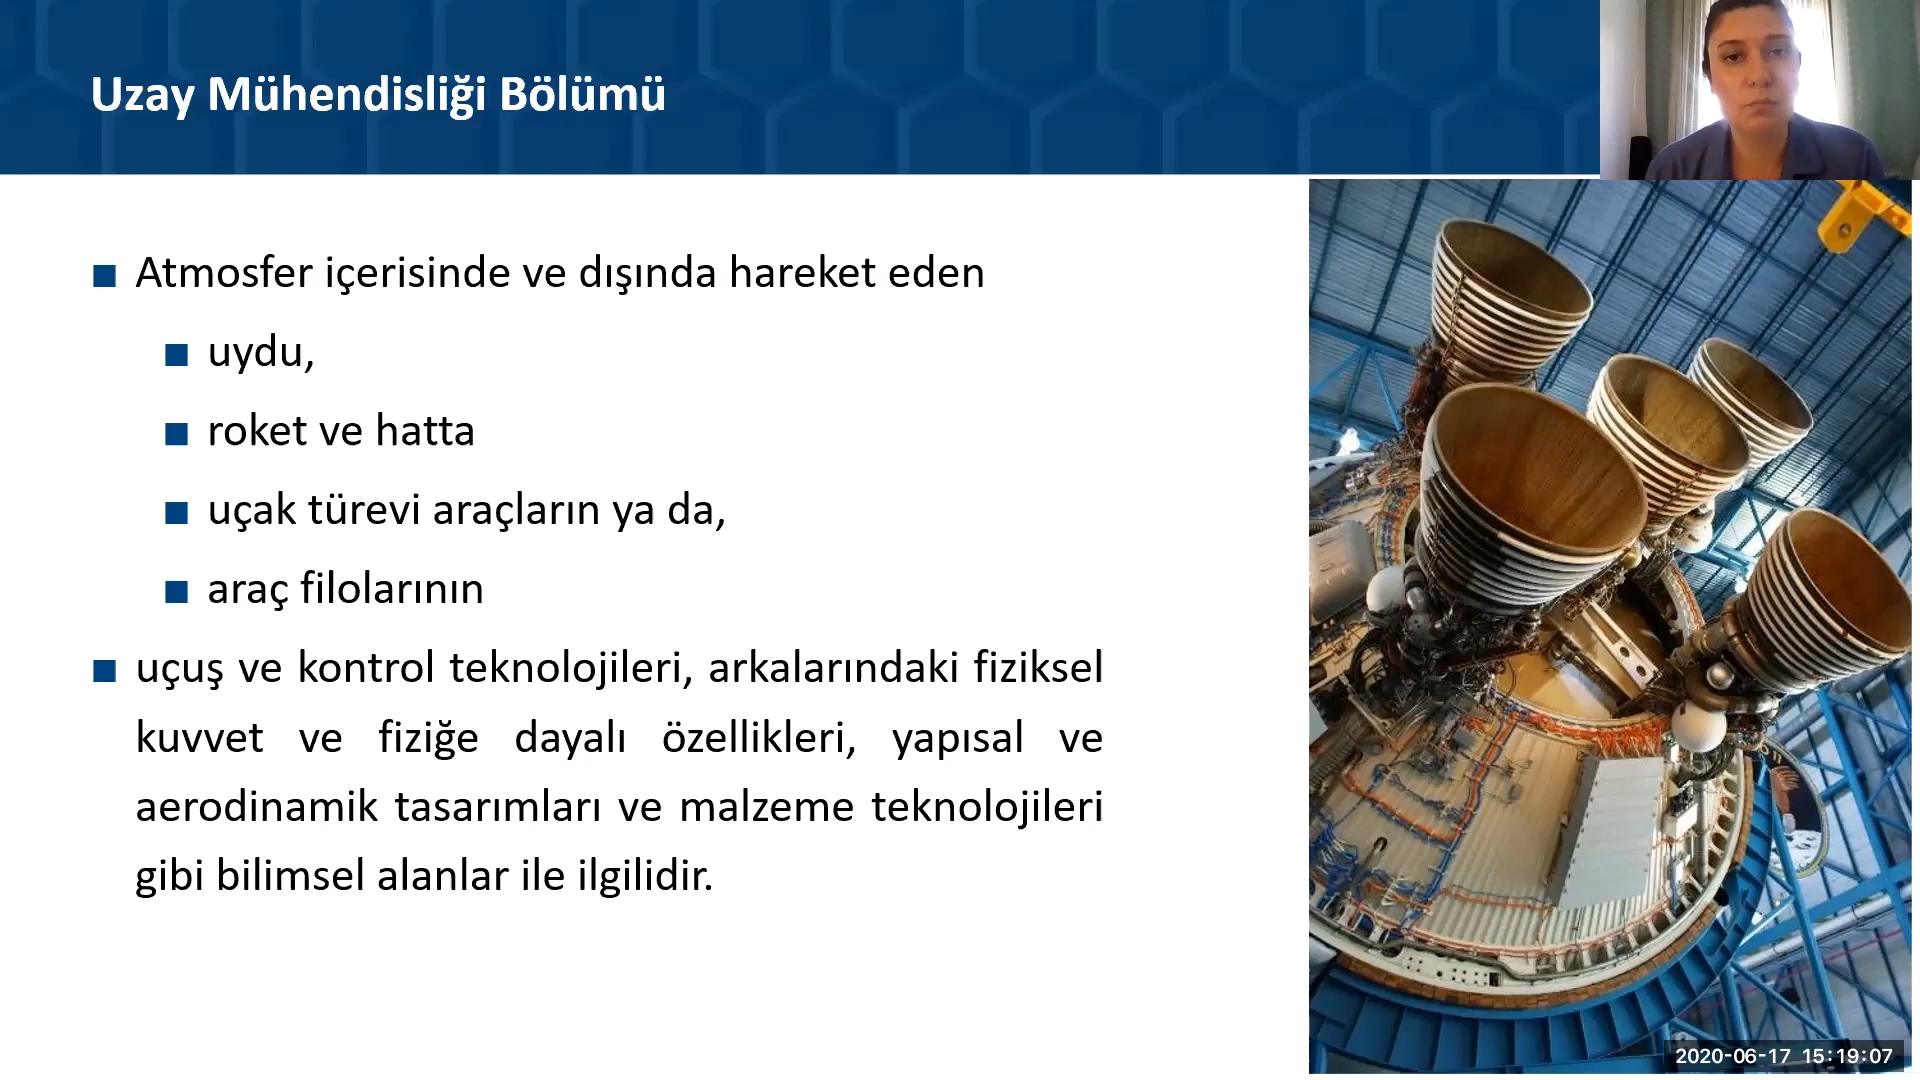 Uzay Mühendisliği Bölümü
Atmosfer içerisinde ve dışında hareket eden
uydu,
roket ve hatta
uçak türevi araçların ya da,
araç filolarının
uçuş ve kontrol teknolojileri, arkalarındaki fiziksel
kuvvet ve fiziğe dayalı özellikleri, yapısal ve
aerodinamik tasarımları ve malzeme teknolojileri
gibi bilimsel alanlar ile ilgilidir.
2020-06-17 15:19:07